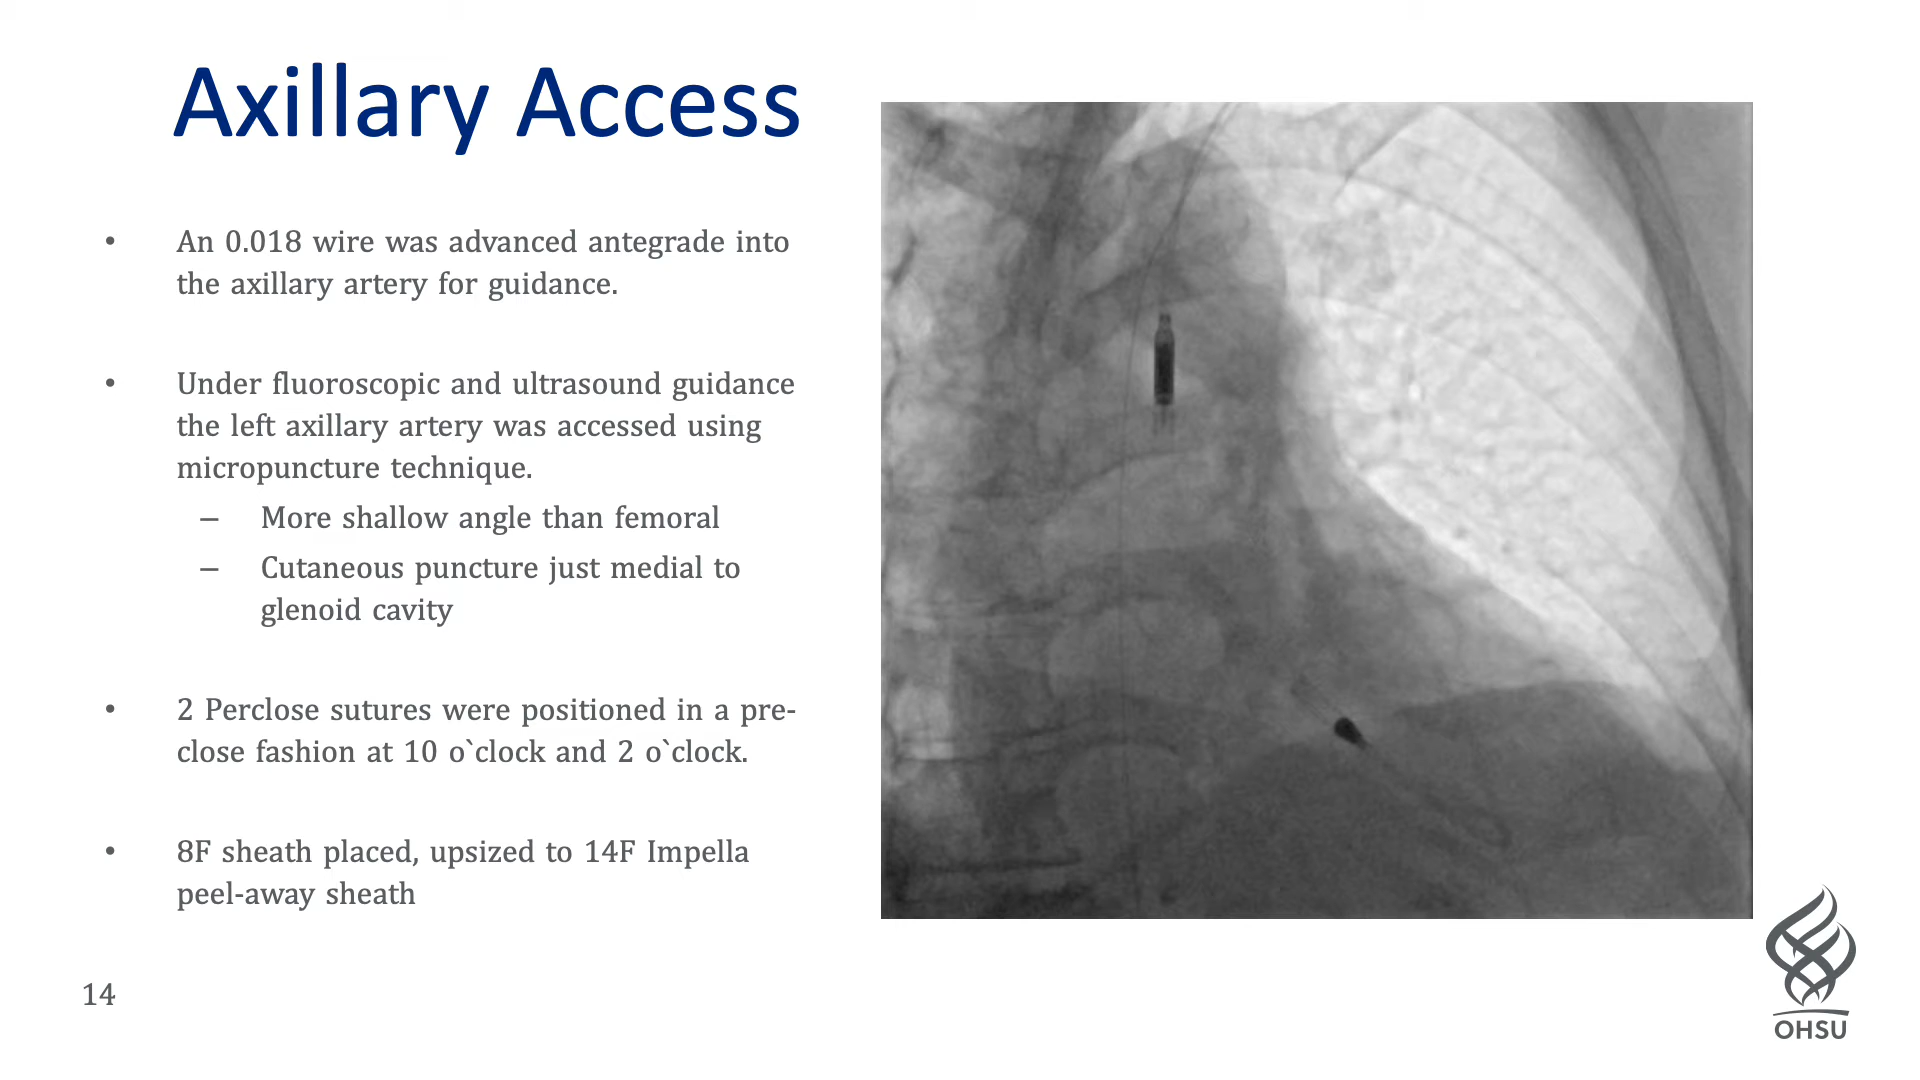 Axillary Access
• An 0.018 wire was advanced antegrade into
the axillary artery for guidance.
• Under fluoroscopic and ultrasound guidance
the left axillary artery was accessed using
micropuncture technique.
– More shallow angle than femoral
– Cutaneous puncture just medial to
glenoid cavity
• 2 Perclose sutures were positioned in a pre-
close fashion at 10 o`clock and 2 o`clock.
• 8F sheath placed, upsized to 14F Impella
peel-away sheath
14
OHSU